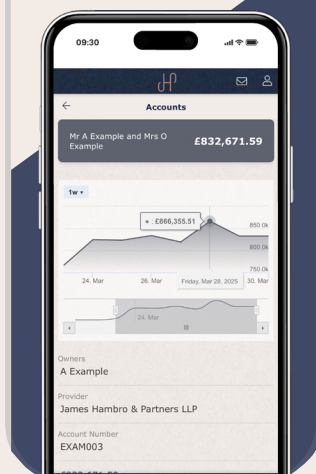 09:30
Accounts
Mr A Example and Mrs O
Example
£832,671.59
1w
: £866,355.51
850.0k
800.0k
750.0k
24. Mar
26. Mar
Friday, Mar 28, 2025
30. Mar
24. Mar
Owners
A Example
Provider
James Hambro & Partners LLP
Account Number
EXAM003